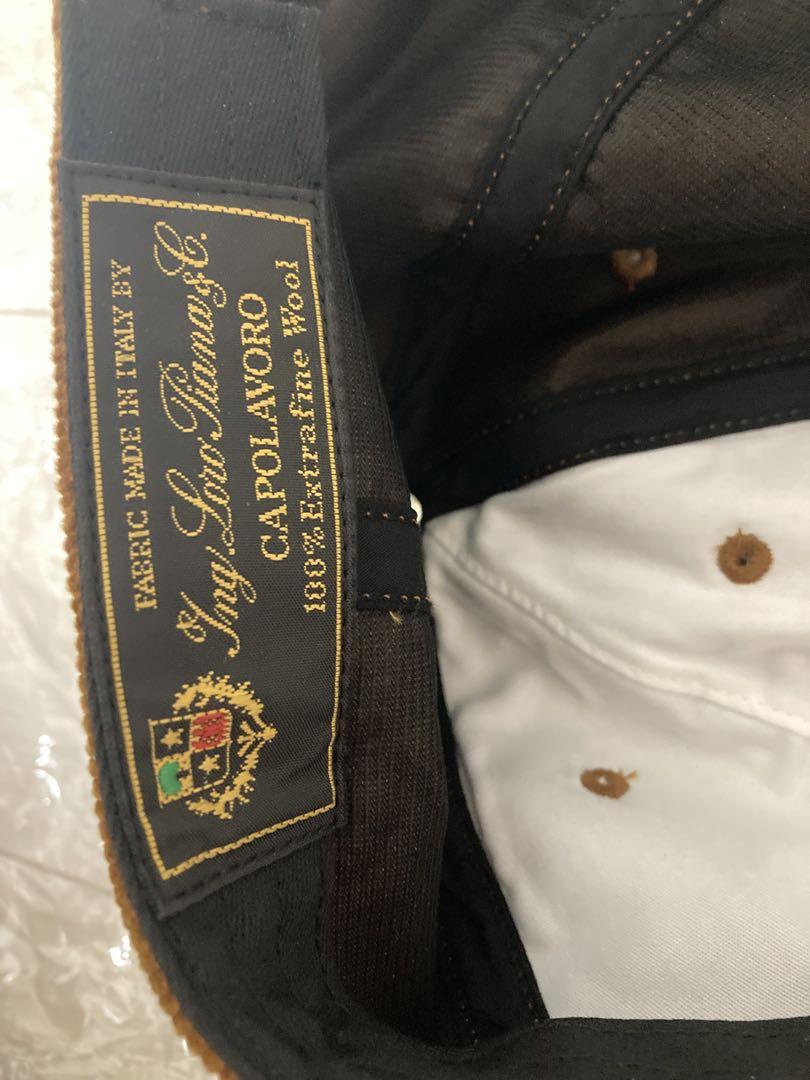 FABRIC MADE IN ITALY BY
Ing. Loro Piana & C.
CAPOLAVORO
100% Extrafine Wool